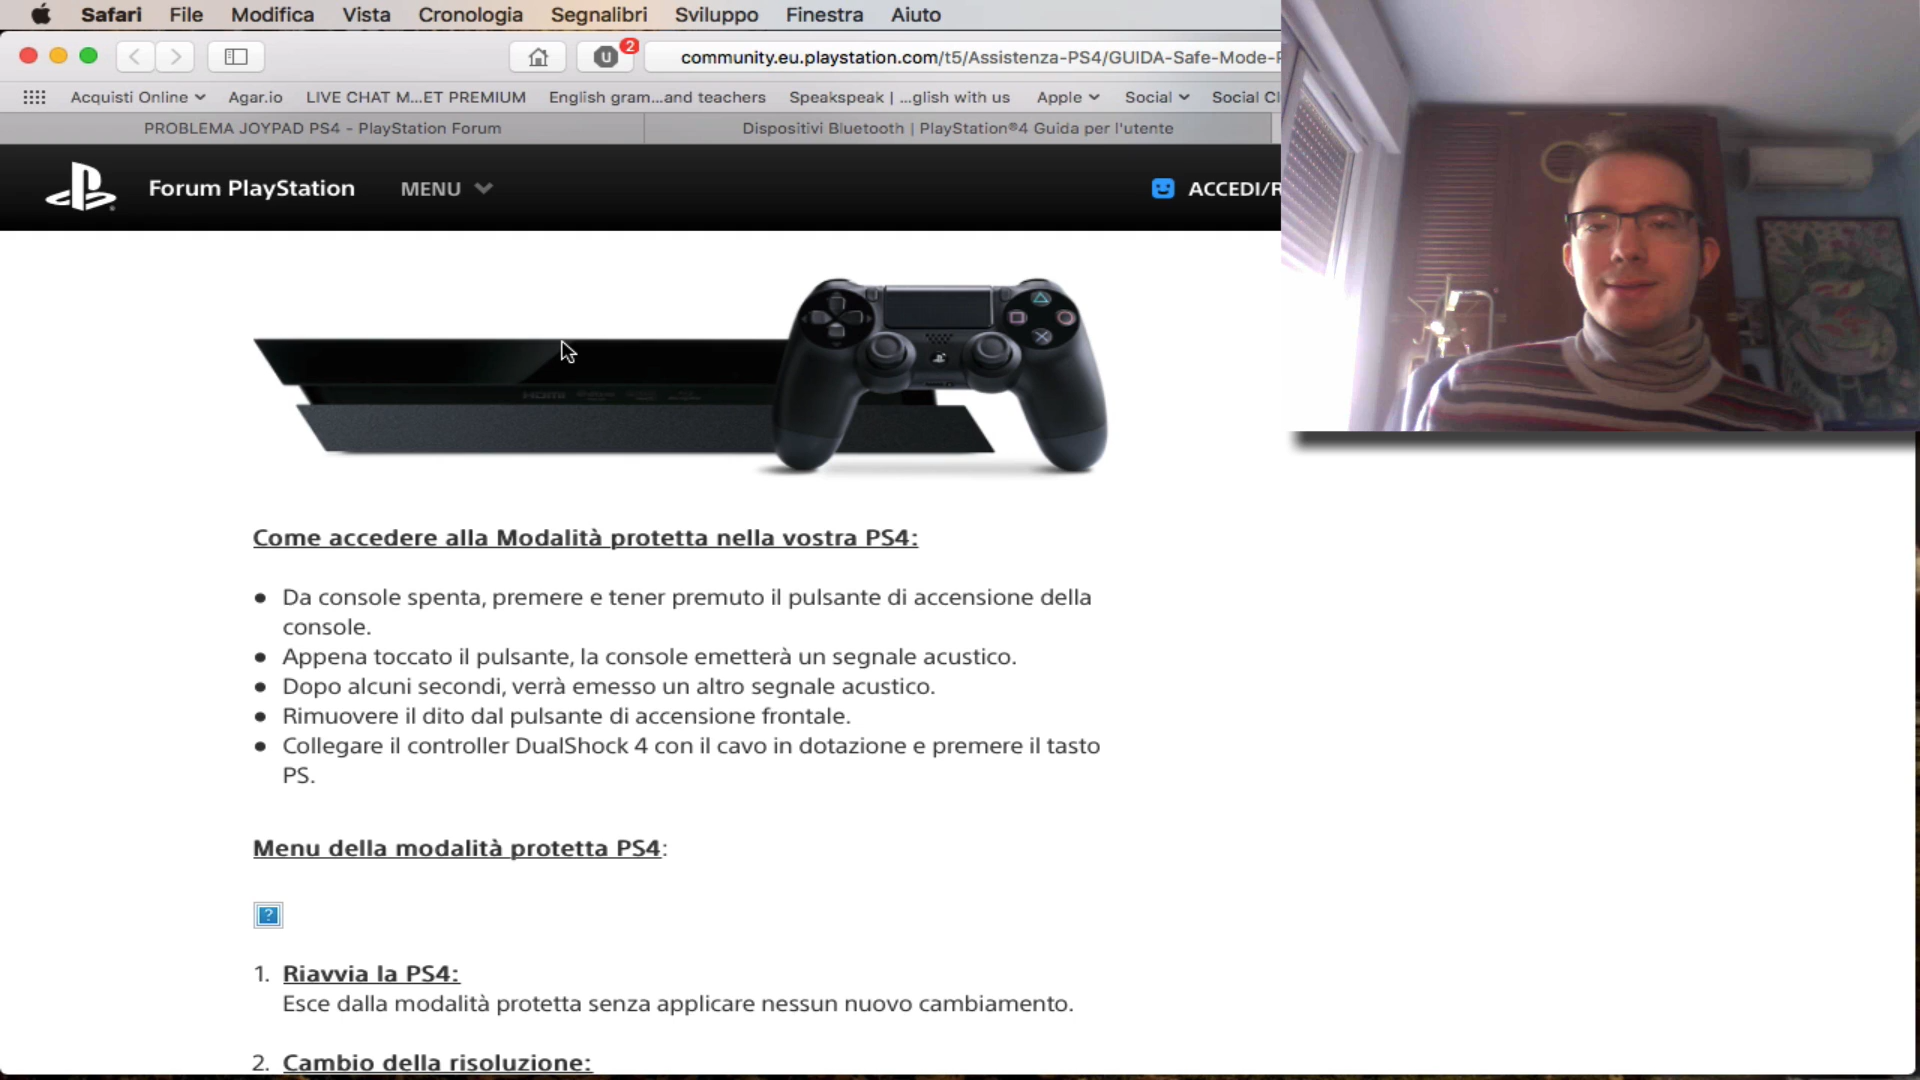 Safari File Modifica Vista Cronologia Segnalibri Sviluppo Finestra Aiuto
2
community.eu.playstation.com/t5/Assistenza-PS4/GUIDA-Safe-Mode-
Acquisti Online Agar.io LIVE CHAT M...ET PREMIUM English gram...and teachers Speakspeak | ...glish with us Apple Social Social Cl
PROBLEMA JOYPAD PS4 - PlayStation Forum Dispositivi Bluetooth | PlayStation®4 Guida per l'utente
Forum PlayStation MENU ACCEDI/R
Come accedere alla Modalità protetta nella vostra PS4:
● Da console spenta, premere e tener premuto il pulsante di accensione della
console.
● Appena toccato il pulsante, la console emetterà un segnale acustico.
● Dopo alcuni secondi, verrà emesso un altro segnale acustico.
● Rimuovere il dito dal pulsante di accensione frontale.
● Collegare il controller DualShock 4 con il cavo in dotazione e premere il tasto
PS.
Menu della modalità protetta PS4:
?
1. Riavvia la PS4:
Esce dalla modalità protetta senza applicare nessun nuovo cambiamento.
2. Cambio della risoluzione: